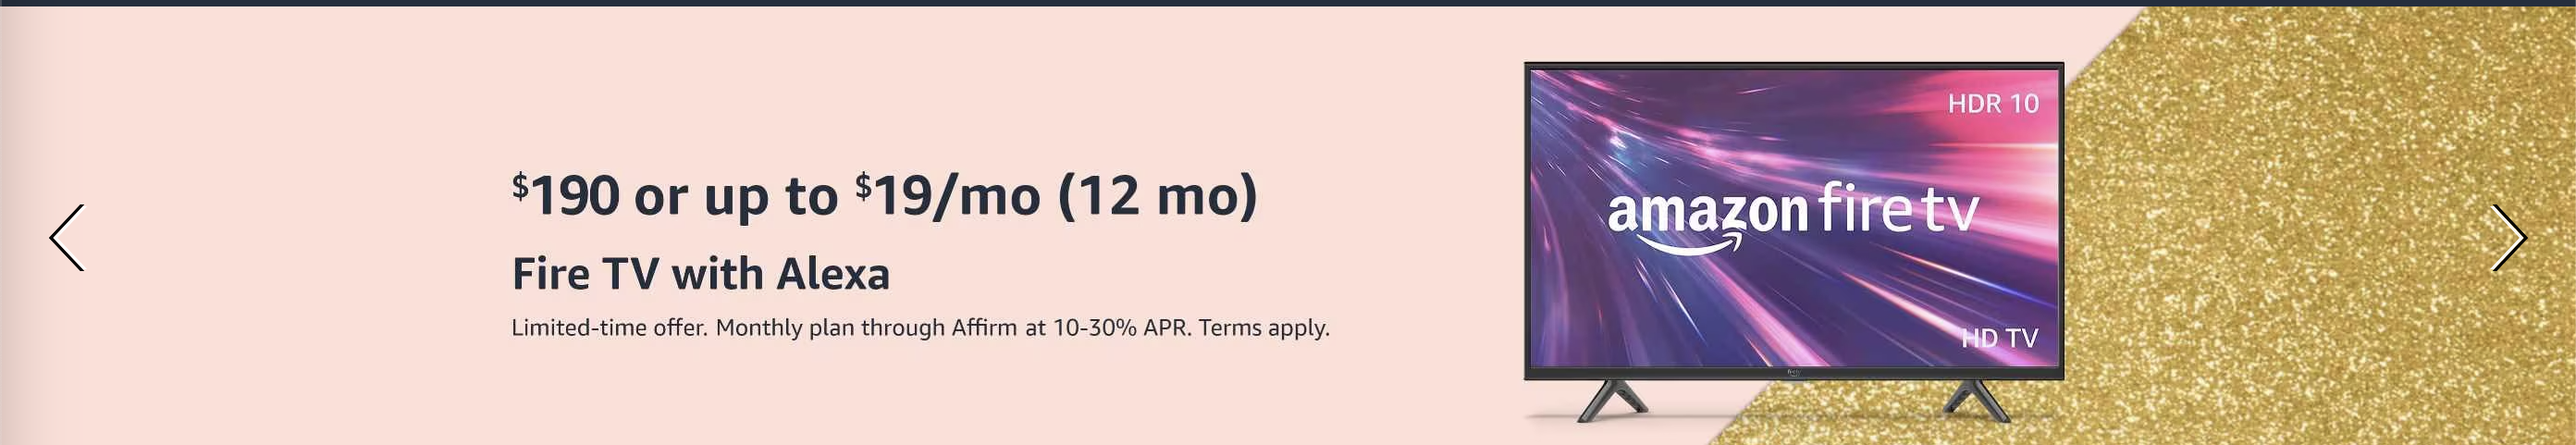 $190 or up to $19/mo (12 mo)
Fire TV with Alexa
Limited-time offer. Monthly plan through Affirm at 10-30% APR. Terms apply.
HDR 10
amazon fire tv
HD TV